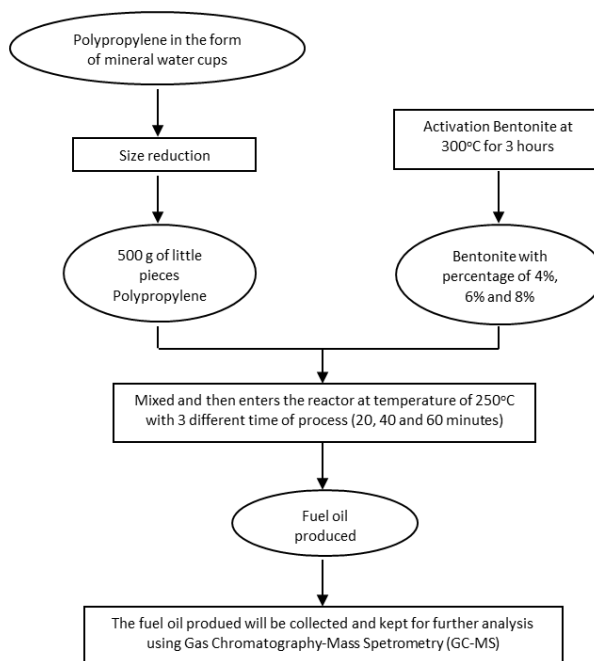 Polypropylene in the form
of mineral water cups
Size reduction
500 g of little
pieces
Polypropylene
Activation Bentonite at
300°C for 3 hours
Bentonite with
percentage of 4%,
6% and 8%
Mixed and then enters the reactor at temperature of 250°C
with 3 different time of process (20, 40 and 60 minutes)
Fuel oil
produced
The fuel oil produed will be collected and kept for further analysis
using Gas Chromatography-Mass Spetrometry (GC-MS)